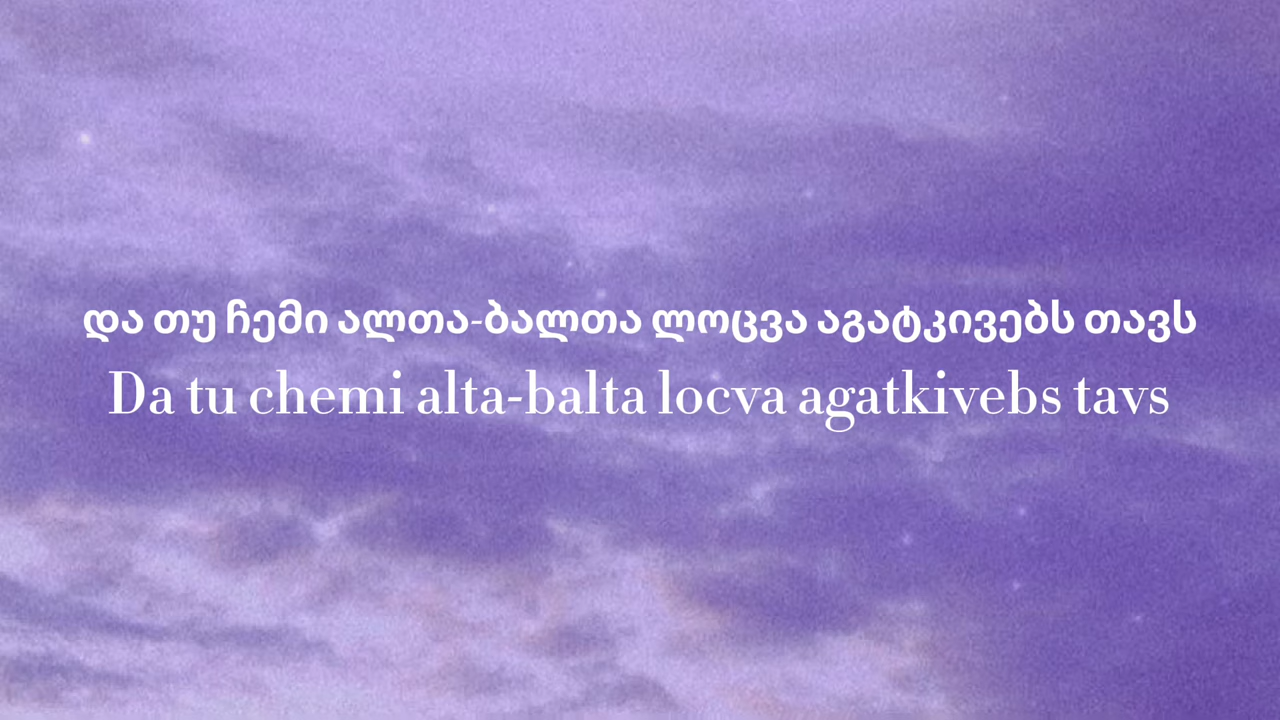 და თუ ჩემი ალთა-ბალთა ლოცვა აგატკივებს თავს
Da tu chemi alta-balta locva agatkivebs tavs